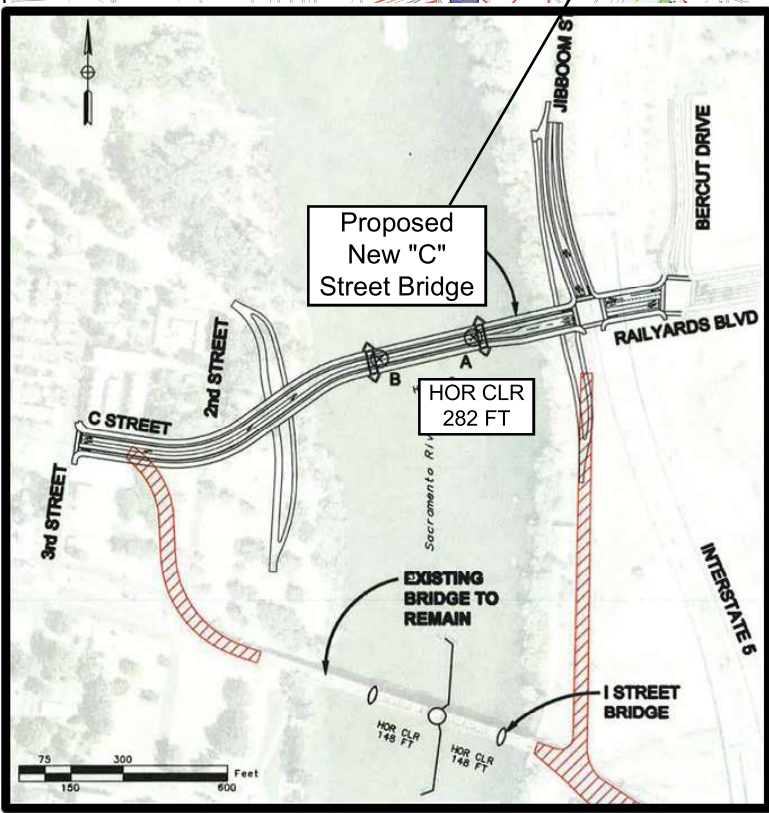 JIBBOOM S
BERCUT DRIVE
Proposed
New "C"
Street Bridge
RAILYARDS BLVD
2nd STREET
A
B
HOR CLR
282 FT
C STREET
3rd STREET
Sacramento Riv
INTERSTATE 5
EXISTING
BRIDGE TO
REMAIN
I STREET
BRIDGE
HOR CLR
148 FT
HOR CLR
148 FT
75 300
Feet
150 600